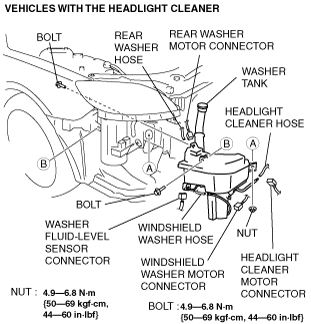 VEHICLES WITH THE HEADLIGHT CLEANER
BOLT
REAR
WASHER
HOSE
REAR WASHER
MOTOR CONNECTOR
WASHER
TANK
HEADLIGHT
CLEANER HOSE
B
A
B
A
BOLT
WASHER
FLUID-LEVEL
SENSOR
CONNECTOR
WINDSHIELD
WASHER HOSE
NUT
WINDSHIELD
WASHER MOTOR
CONNECTOR
HEADLIGHT
CLEANER
MOTOR
CONNECTOR
NUT : 4.9—6.8 N·m
{50—69 kgf·cm,
44—60 in·lbf}
BOLT : 4.9—6.8 N·m
{50—69 kgf·cm, 44—60 in·lbf}